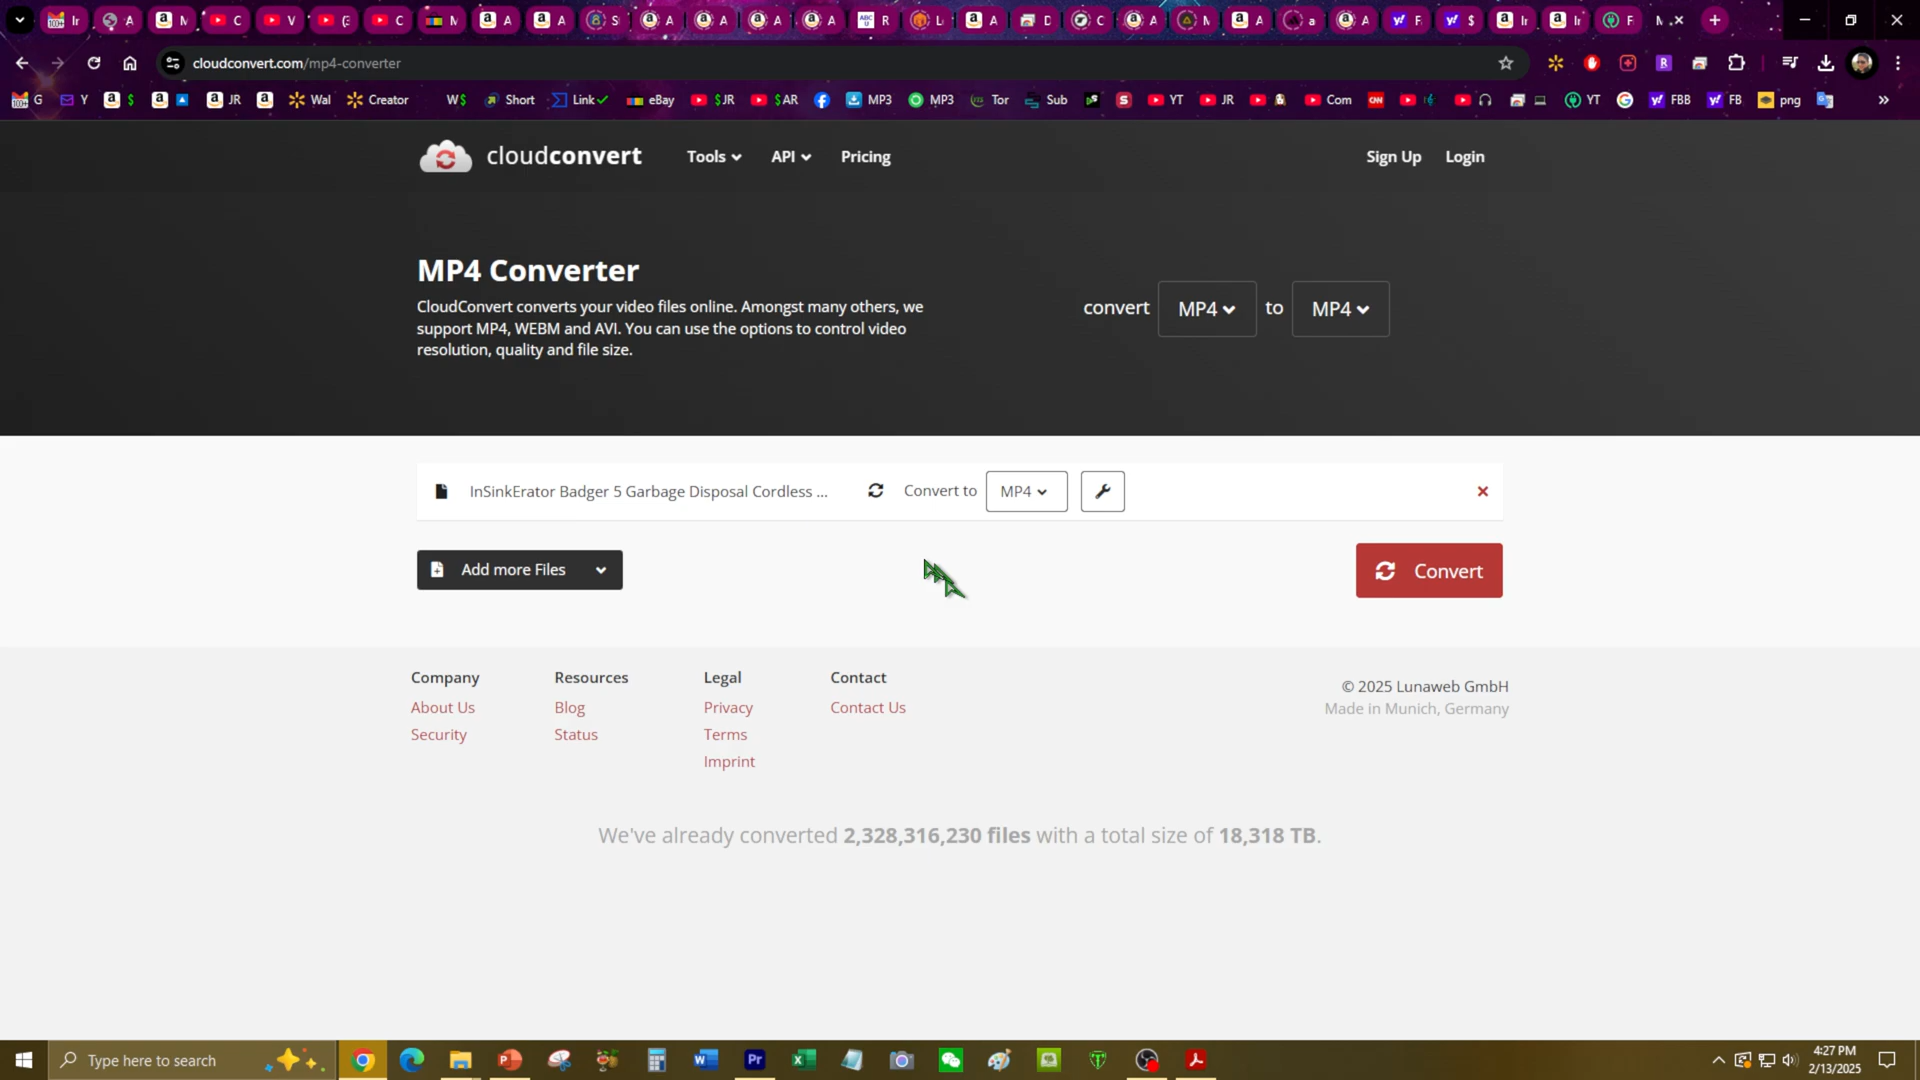 cloudconvert.com/mp4-converter
G
Y
$
JR
Wal
Creator
W$
Short
Link✓
eBay
$JR
$AR
MP3
MP3
Tor
Sub
YT
JR
Com
YT
FBB
FB
png
»
cloudconvert
Tools
API
Pricing
Sign Up
Login
MP4 Converter
CloudConvert converts your video files online. Amongst many others, we
support MP4, WEBM and AVI. You can use the options to control video
resolution, quality and file size.
convert MP4 to MP4
InSinkErator Badger 5 Garbage Disposal Cordless ...
Convert to MP4
Add more Files
Convert
Company
About Us
Security
Resources
Blog
Status
Legal
Privacy
Terms
Imprint
Contact
Contact Us
© 2025 Lunaweb GmbH
Made in Munich, Germany
We've already converted 2,328,316,230 files with a total size of 18,318 TB.
Type here to search
4:27 PM
2/13/2025